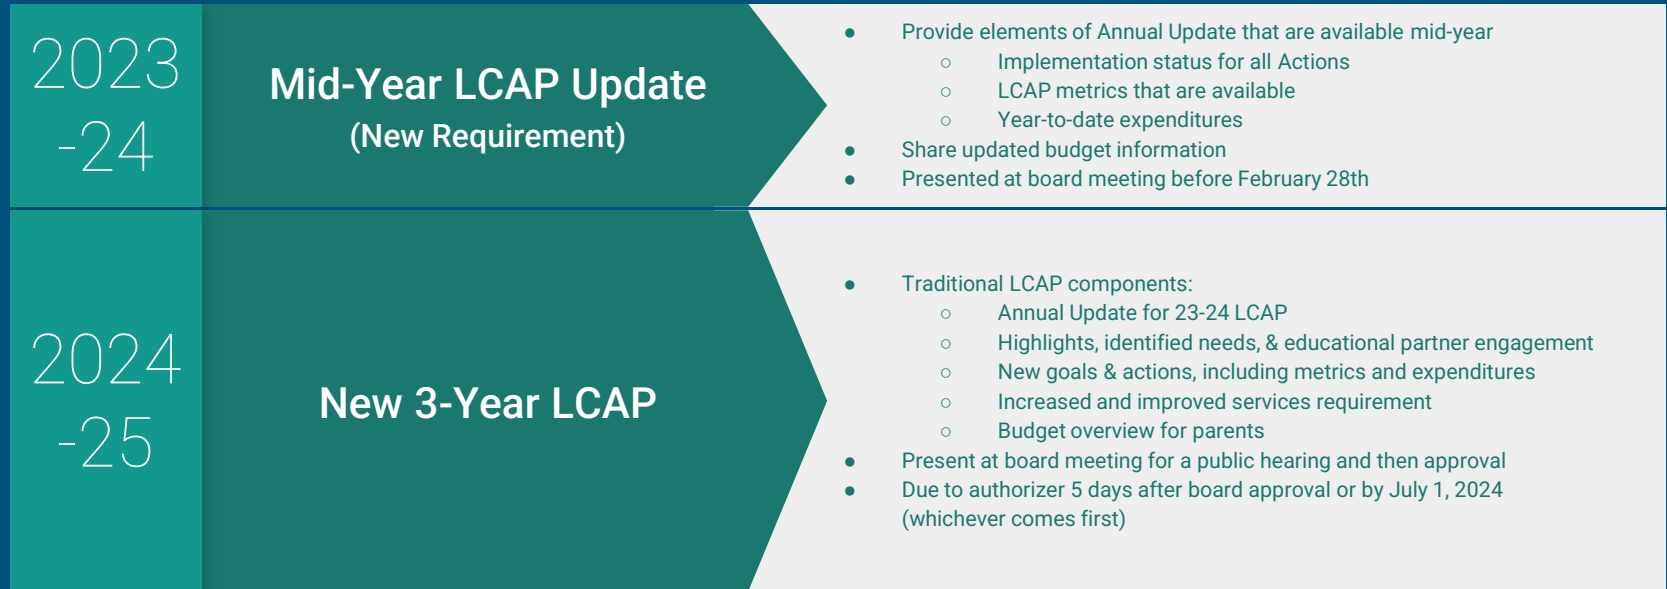 2023
-24
Mid-Year LCAP Update
(New Requirement)
● Provide elements of Annual Update that are available mid-year
○ Implementation status for all Actions
○ LCAP metrics that are available
○ Year-to-date expenditures
● Share updated budget information
● Presented at board meeting before February 28th
2024
-25
New 3-Year LCAP
● Traditional LCAP components:
○ Annual Update for 23-24 LCAP
○ Highlights, identified needs, & educational partner engagement
○ New goals & actions, including metrics and expenditures
○ Increased and improved services requirement
○ Budget overview for parents
● Present at board meeting for a public hearing and then approval
● Due to authorizer 5 days after board approval or by July 1, 2024
(whichever comes first)